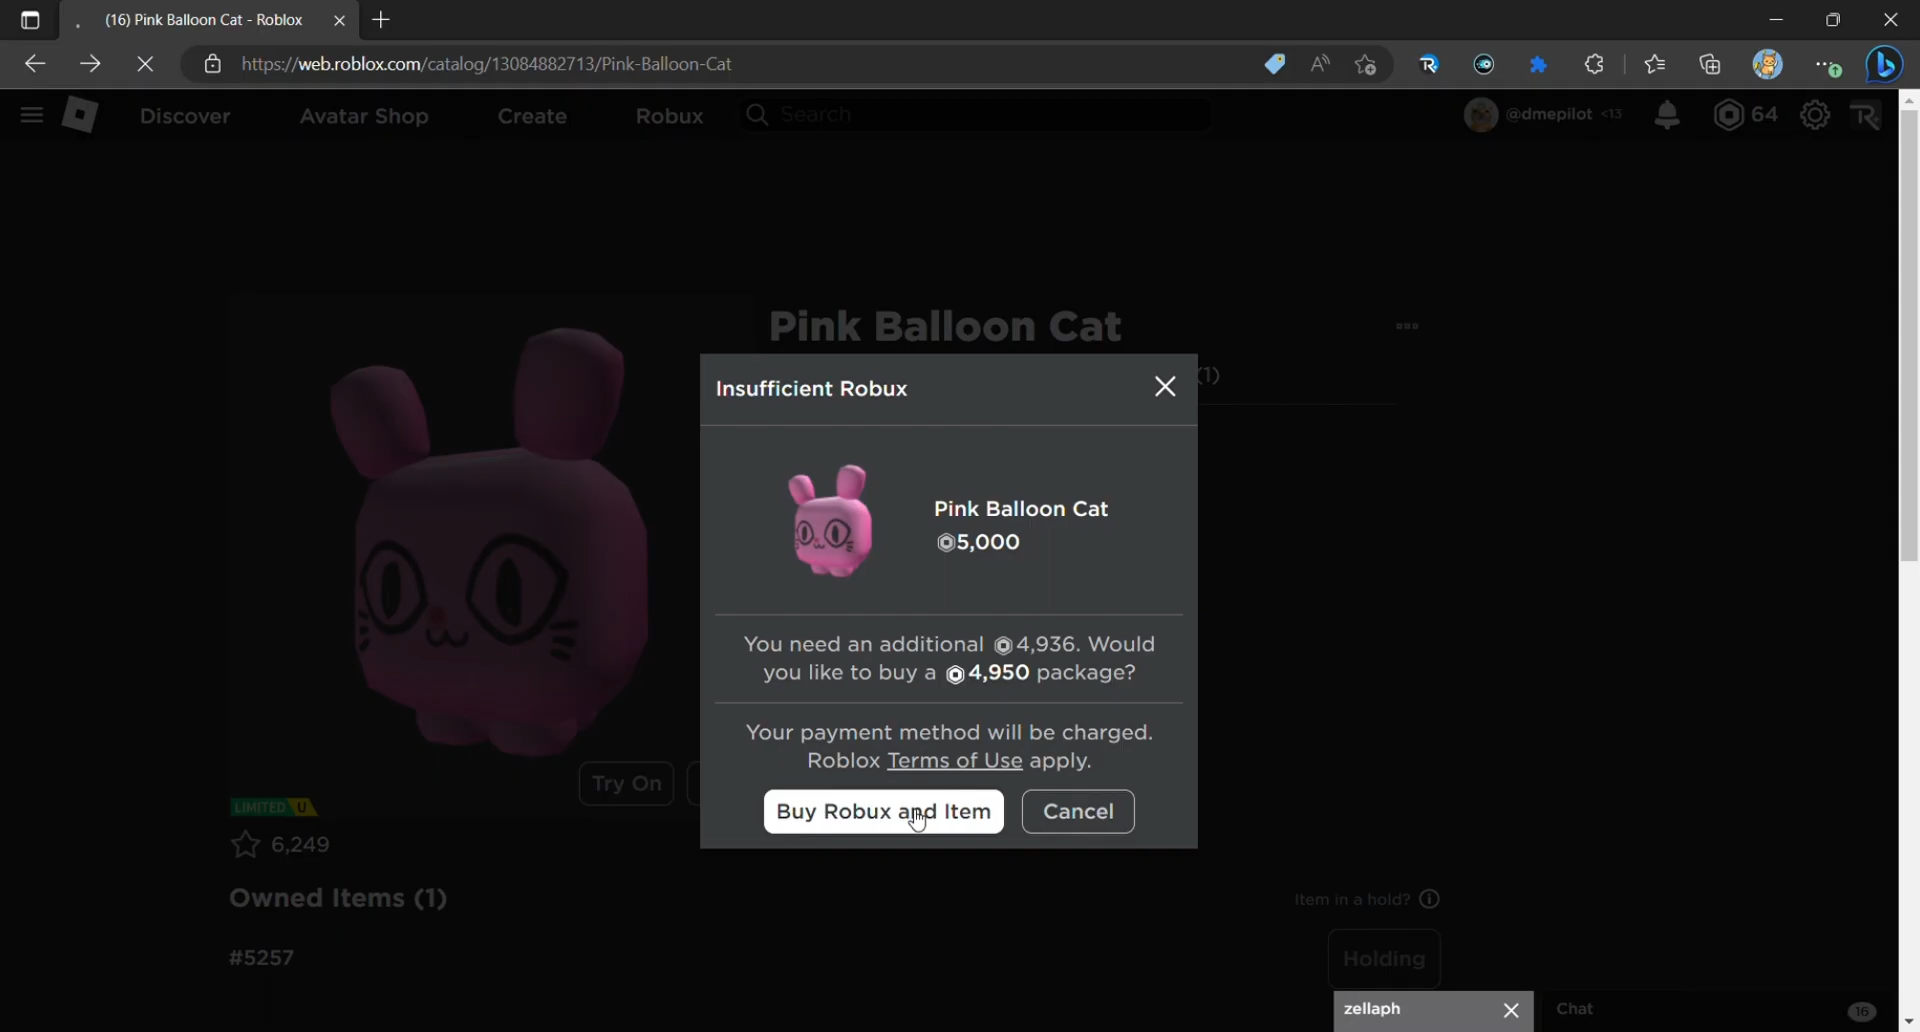 (16) Pink Balloon Cat - Roblox
https://web.roblox.com/catalog/13084882713/Pink-Balloon-Cat
Discover
Avatar Shop
Create
Robux
Search
@dmepilot <13
64
Pink Balloon Cat
(1)
Insufficient Robux
Pink Balloon Cat
5,000
You need an additional 4,936. Would
you like to buy a 4,950 package?
Your payment method will be charged.
Roblox Terms of Use apply.
Buy Robux and Item
Cancel
Try On
LIMITED U
6,249
Owned Items (1)
Item in a hold?
#5257
Holding
zellaph
Chat
16